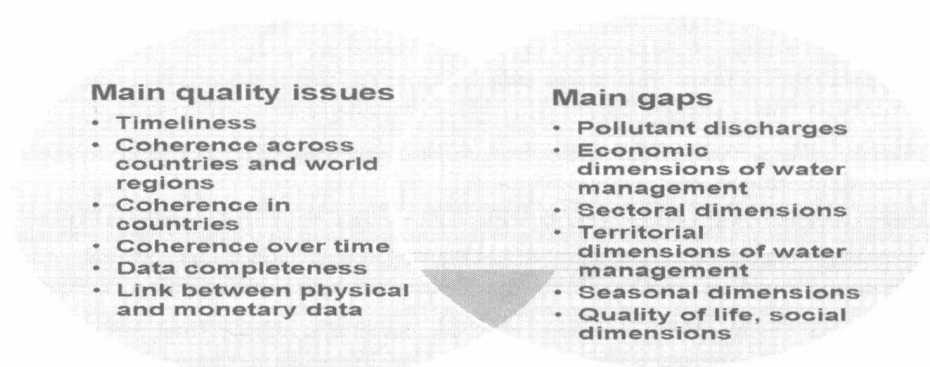 Main quality issues
• Timeliness
• Coherence across
countries and world
regions
• Coherence in
countries
• Coherence over time
• Data completeness
• Link between physical
and monetary data
Main gaps
• Pollutant discharges
• Economic
dimensions of water
management
• Sectoral dimensions
• Territorial
dimensions of water
management
• Seasonal dimensions
• Quality of life, social
dimensions